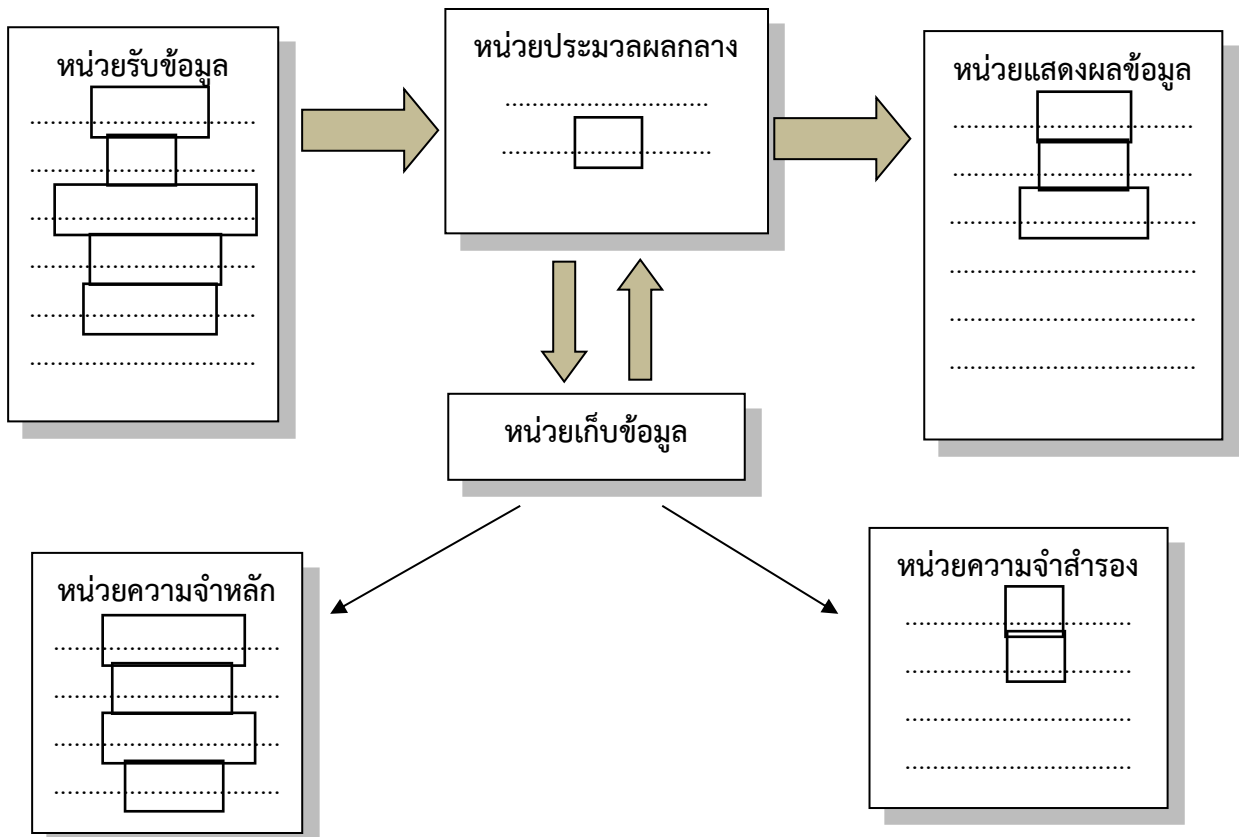 หน่วยรับข้อมูล
หน่วยประมวลผลกลาง
หน่วยแสดงผลข้อมูล
หน่วยเก็บข้อมูล
หน่วยความจำหลัก
หน่วยความจำสำรอง